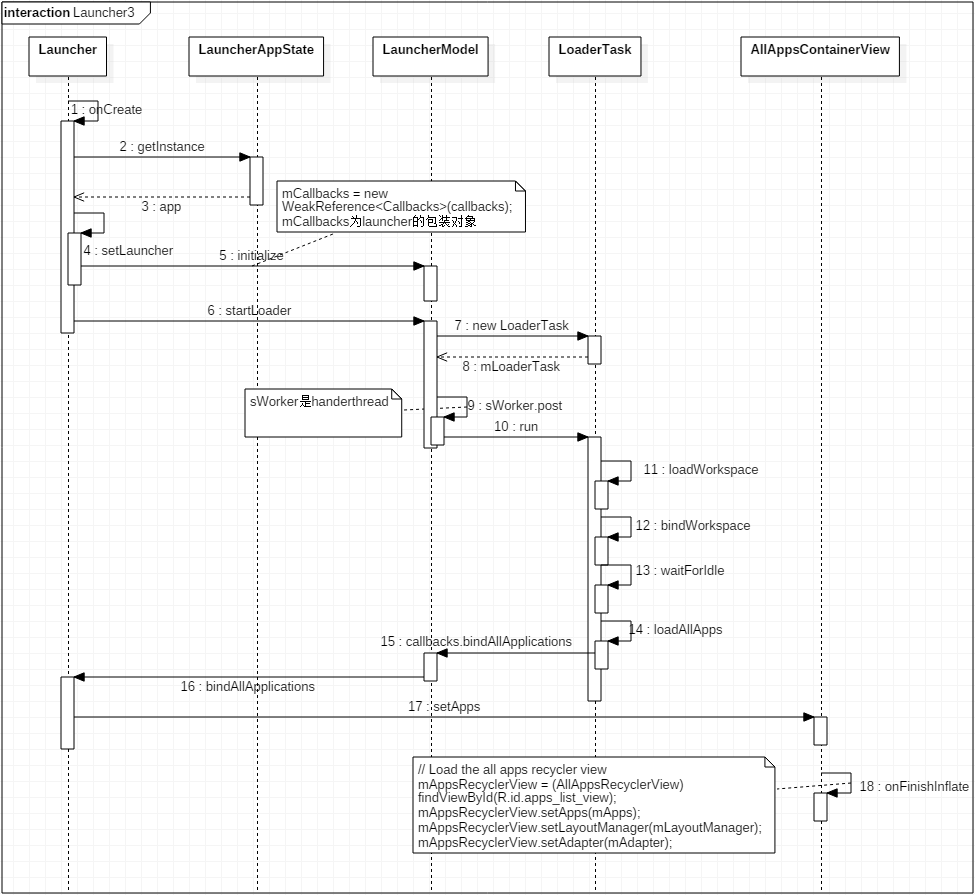 interaction Launcher3
Launcher
LauncherAppState
LauncherModel
LoaderTask
AllAppsContainerView
1 : onCreate
2 : getInstance
3 : app
mCallbacks = new
WeakReference<Callbacks>(callbacks);
mCallbacks为launcher的包装对象
4 : setLauncher
5 : initialize
6 : startLoader
7 : new LoaderTask
8 : mLoaderTask
sWorker是handerthread
9 : sWorker.post
10 : run
11 : loadWorkspace
12 : bindWorkspace
13 : waitForIdle
14 : loadAllApps
15 : callbacks.bindAllApplications
16 : bindAllApplications
17 : setApps
// Load the all apps recycler view
mAppsRecyclerView = (AllAppsRecyclerView)
findViewById(R.id.apps_list_view);
mAppsRecyclerView.setApps(mApps);
mAppsRecyclerView.setLayoutManager(mLayoutManager);
mAppsRecyclerView.setAdapter(mAdapter);
18 : onFinishInflate